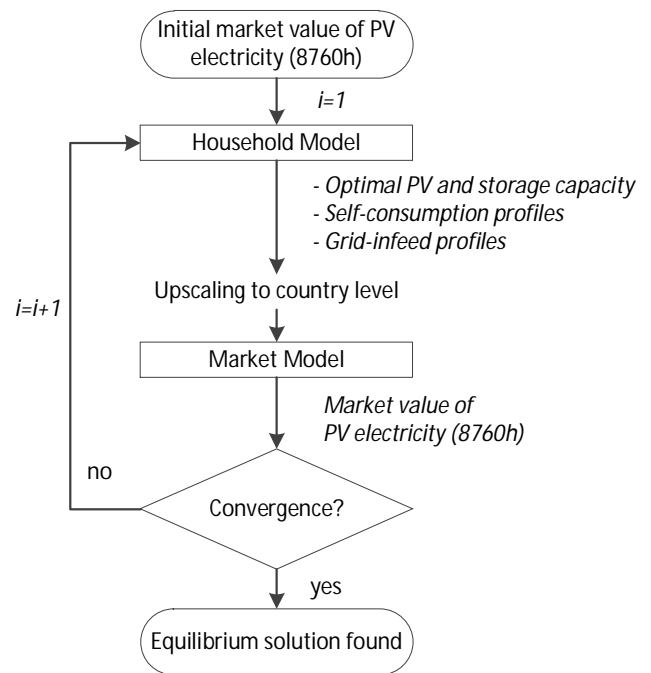 Initial market value of PV
electricity (8760h)
i=1
Household Model
- Optimal PV and storage capacity
- Self-consumption profiles
- Grid-infeed profiles
Upscaling to country level
i=i+1
Market Model
Market value of
PV electricity (8760h)
no
Convergence?
yes
Equilibrium solution found